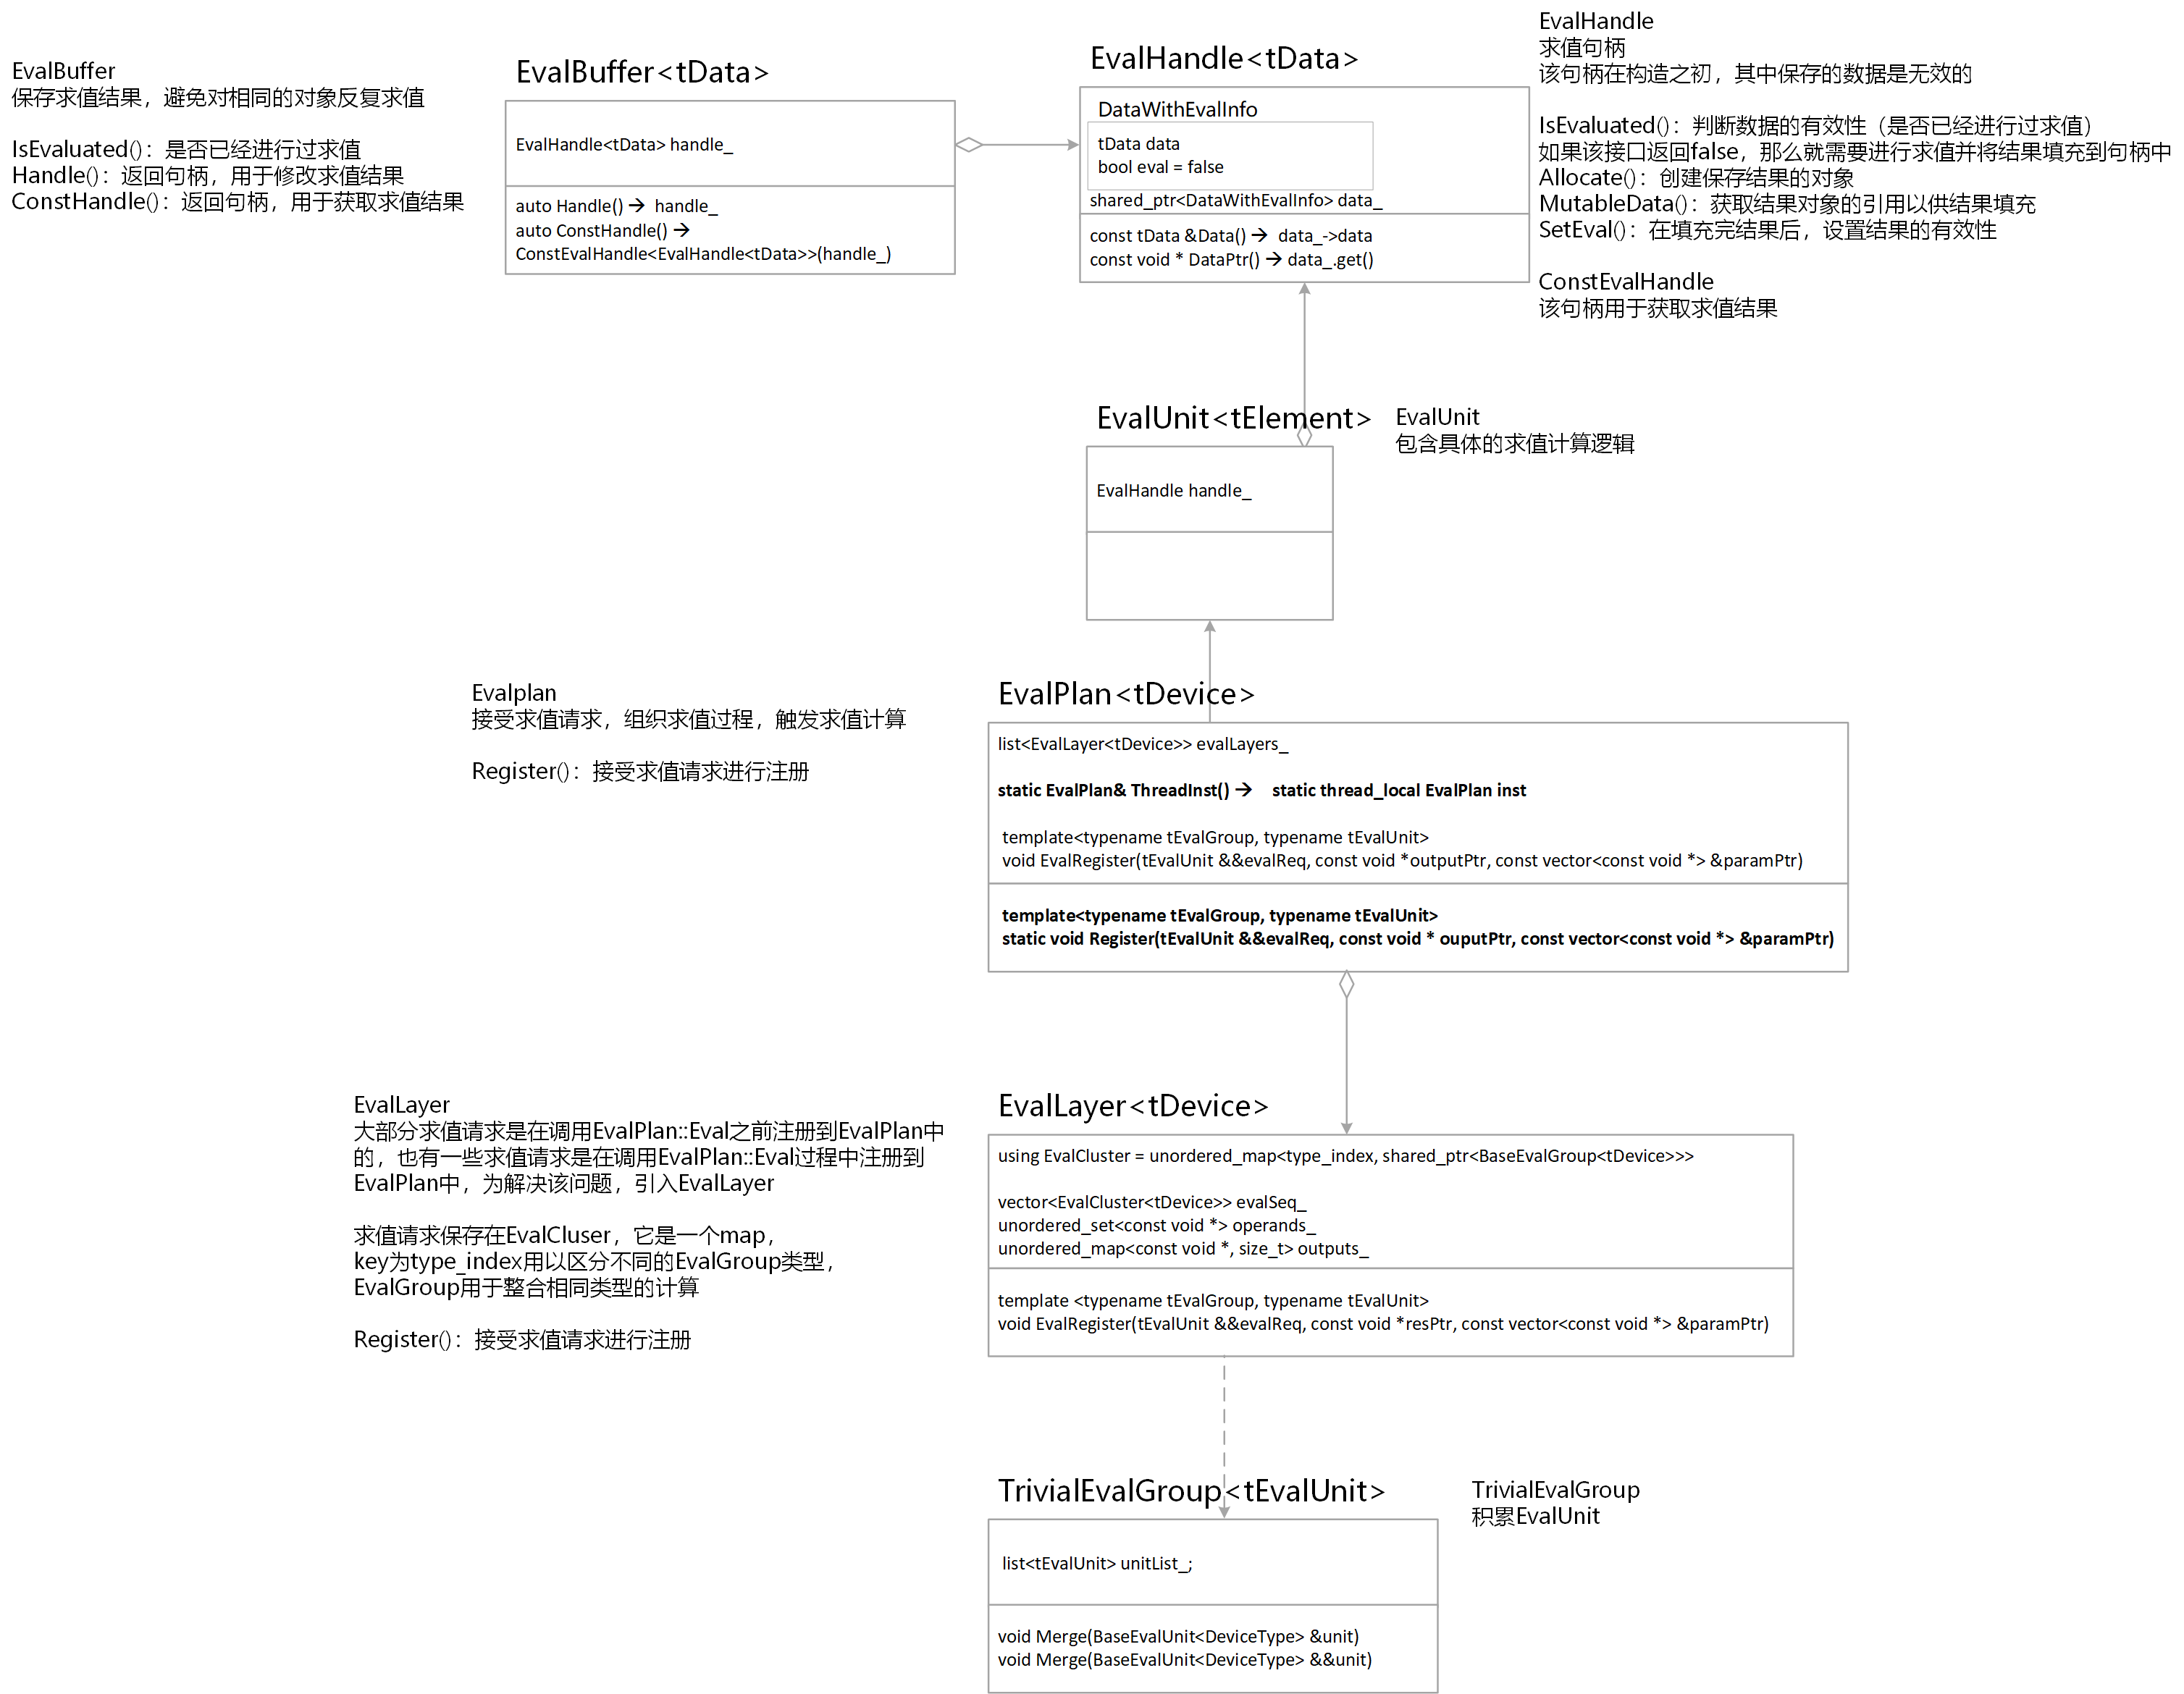 EvalBuffer
保存求值结果，避免对相同的对象反复求值
IsEvaluated()：是否已经进行过求值
Handle()：返回句柄，用于修改求值结果
ConstHandle()：返回句柄，用于获取求值结果
EvalBuffer<tData>
EvalHandle<tData> handle_
auto Handle() → handle_
auto ConstHandle() →
ConstEvalHandle<EvalHandle<tData>>(handle_)
EvalHandle<tData>
DataWithEvalInfo
tData data
bool eval = false
shared_ptr<DataWithEvalInfo> data_
const tData &Data() → data_->data
const void * DataPtr() → data_.get()
EvalHandle
求值句柄
该句柄在构造之初，其中保存的数据是无效的
IsEvaluated()：判断数据的有效性（是否已经进行过求值）
如果该接口返回false，那么就需要进行求值并将结果填充到句柄中
Allocate()：创建保存结果的对象
MutableData()：获取结果对象的引用以供结果填充
SetEval()：在填充完结果后，设置结果的有效性
ConstEvalHandle
该句柄用于获取求值结果
EvalUnit<tElement>
EvalHandle handle_
EvalUnit
包含具体的求值计算逻辑
Evalplan
接受求值请求，组织求值过程，触发求值计算
Register()：接受求值请求进行注册
EvalPlan<tDevice>
list<EvalLayer<tDevice>> evalLayers_
static EvalPlan& ThreadInst() → static thread_local EvalPlan inst
template<typename tEvalGroup, typename tEvalUnit>
void EvalRegister(tEvalUnit &&evalReq, const void *outputPtr, const vector<const void *> &paramPtr)
template<typename tEvalGroup, typename tEvalUnit>
static void Register(tEvalUnit &&evalReq, const void * ouputPtr, const vector<const void *> &paramPtr)
EvalLayer
大部分求值请求是在调用EvalPlan::Eval之前注册到EvalPlan中
的，也有一些求值请求是在调用EvalPlan::Eval过程中注册到
EvalPlan中，为解决该问题，引入EvalLayer
求值请求保存在EvalCluser，它是一个map，
key为type_index用以区分不同的EvalGroup类型，
EvalGroup用于整合相同类型的计算
Register()：接受求值请求进行注册
EvalLayer<tDevice>
using EvalCluster = unordered_map<type_index, shared_ptr<BaseEvalGroup<tDevice>>>
vector<EvalCluster<tDevice>> evalSeq_
unordered_set<const void *> operands_
unordered_map<const void *, size_t> outputs_
template <typename tEvalGroup, typename tEvalUnit>
void EvalRegister(tEvalUnit &&evalReq, const void *resPtr, const vector<const void *> &paramPtr)
TrivialEvalGroup<tEvalUnit>
list<tEvalUnit> unitList_;
void Merge(BaseEvalUnit<DeviceType> &unit)
void Merge(BaseEvalUnit<DeviceType> &&unit)
TrivialEvalGroup
积累EvalUnit